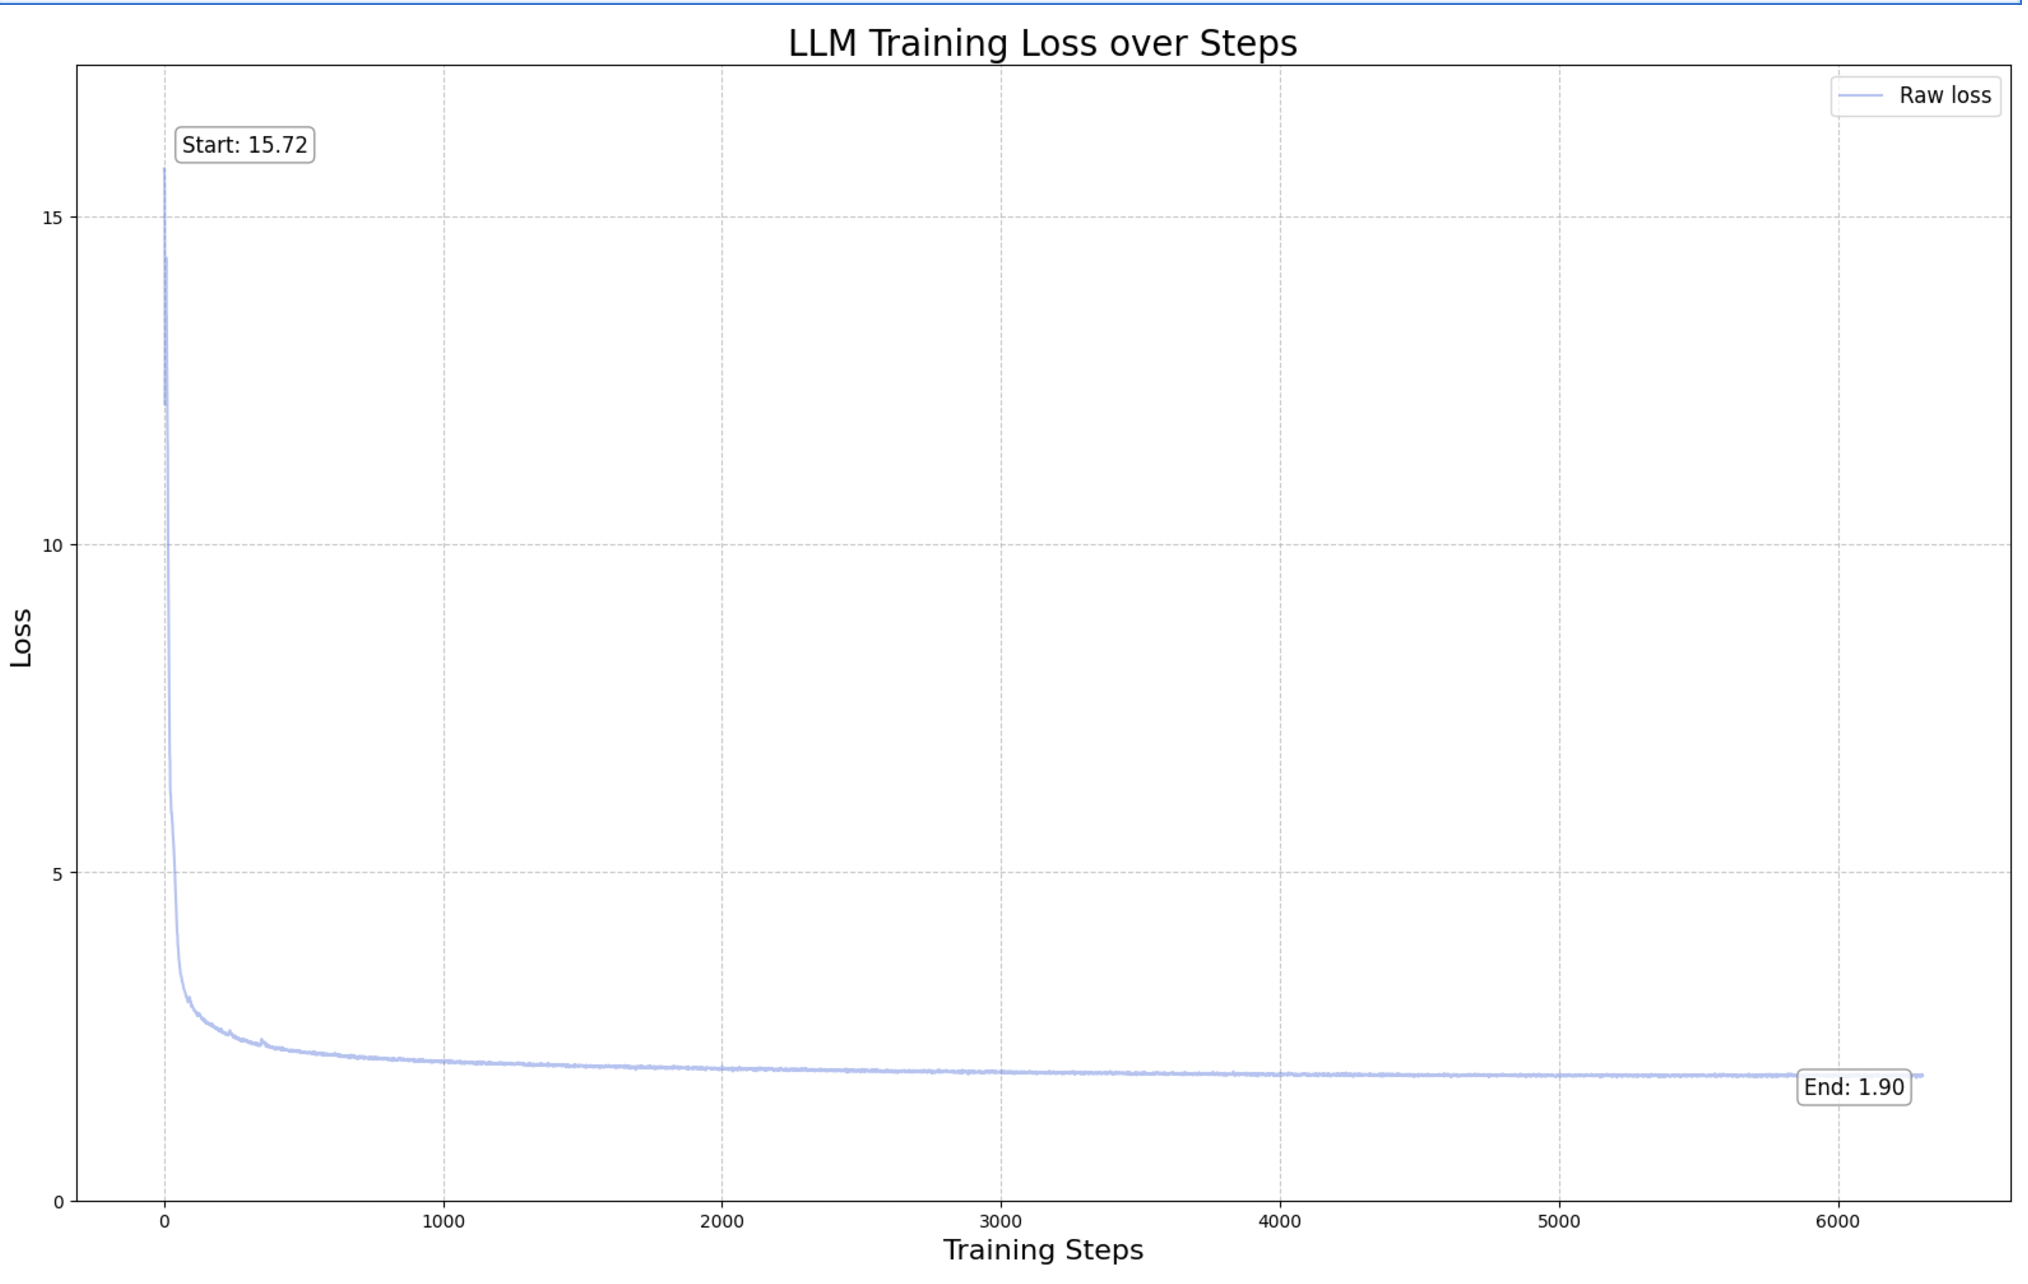 LLM Training Loss over Steps
Raw loss
Start: 15.72
15
10
5
0
Loss
End: 1.90
0 1000 2000 3000 4000 5000 6000
Training Steps